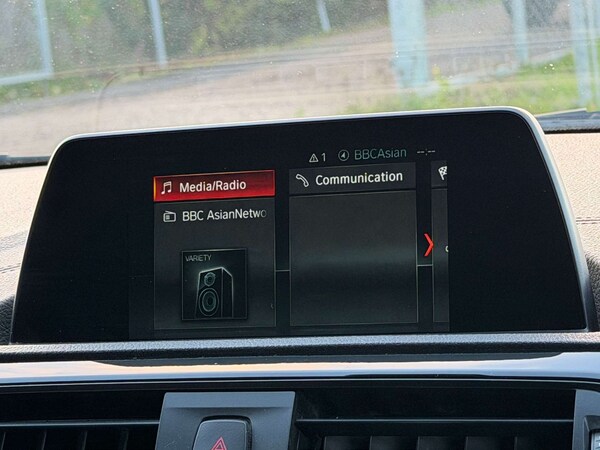 1 BBCAsian --:--
Media/Radio
Communication
BBC AsianNetwo
VARIETY